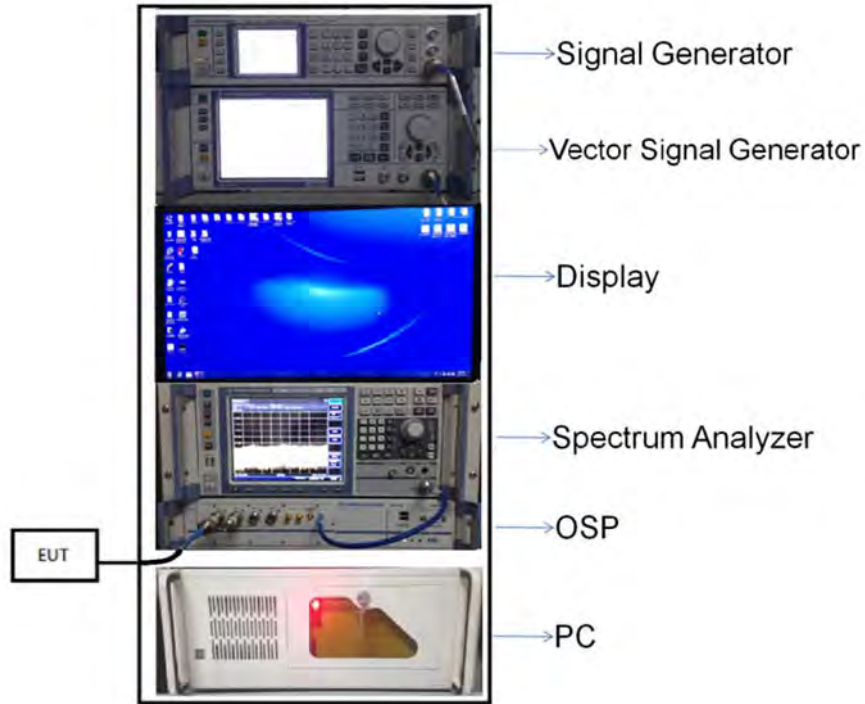 Signal Generator
Vector Signal Generator
Display
Spectrum Analyzer
OSP
EUT
PC